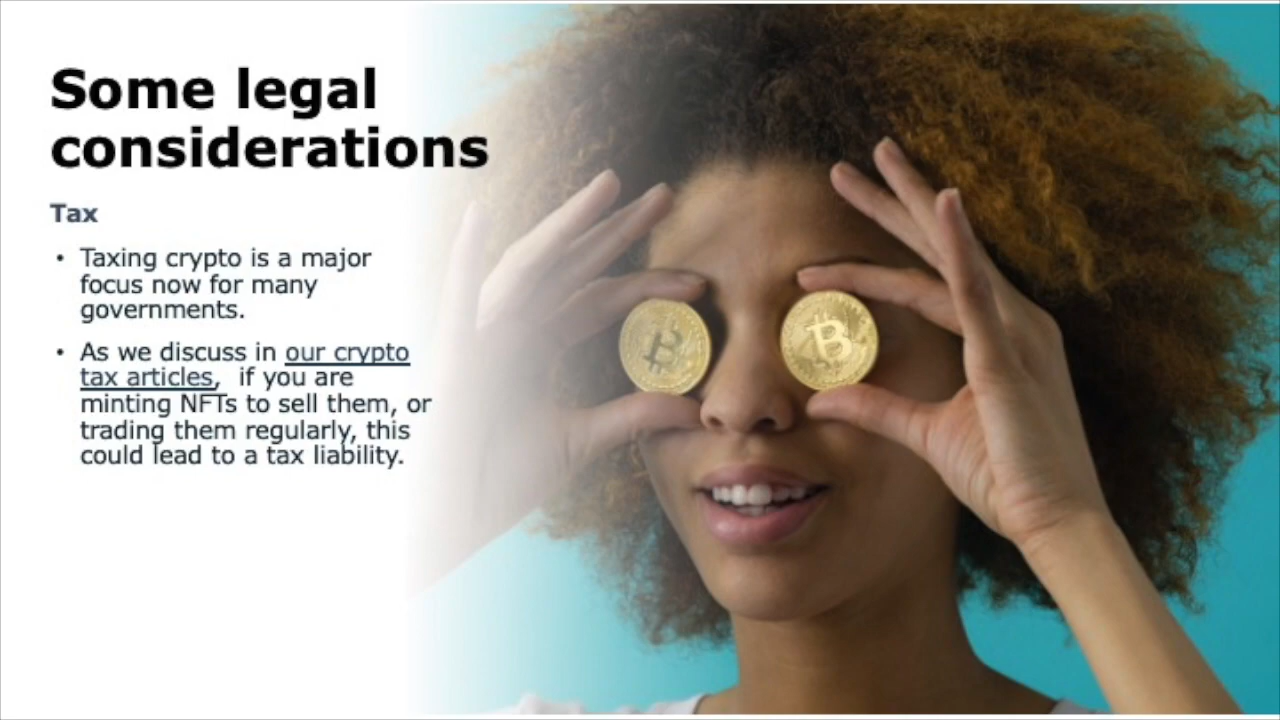 Some legal
considerations
Tax
• Taxing crypto is a major
focus now for many
governments.
• As we discuss in our crypto
tax articles,  if you are
minting NFTs to sell them, or
trading them regularly, this
could lead to a tax liability.